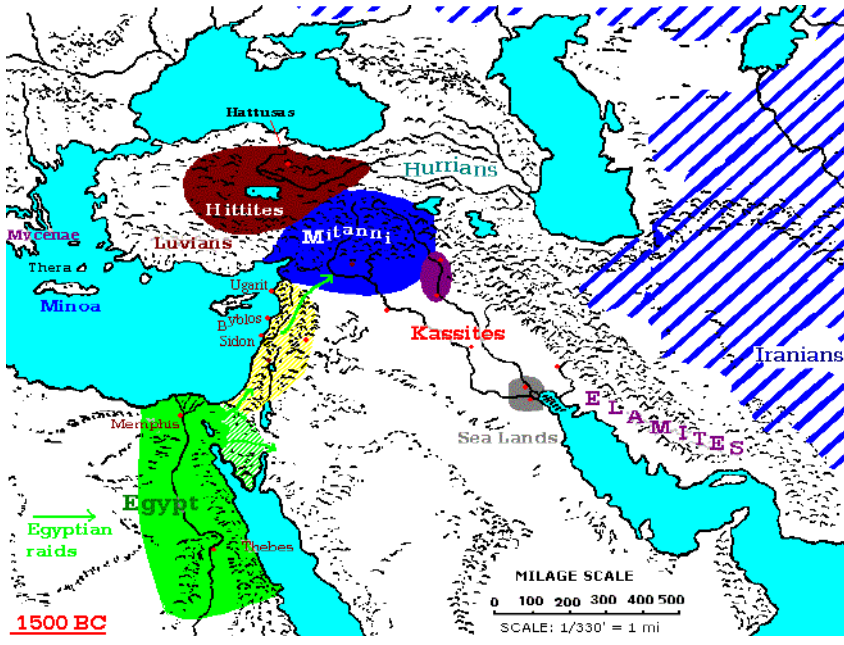 Hattusas
Hurrians
Hittites
Mitanni
Mycenae
Luvians
Thera
Ugarit
Minoa
Byblos
Sidon
Kassites
Iranians
ELAMITES
Memphis
Sea Lands
Egypt
Egyptian
raids
Thebes
MILAGE SCALE
0 100 200 300 400 500
1500 BC
SCALE: 1/330' = 1 mi